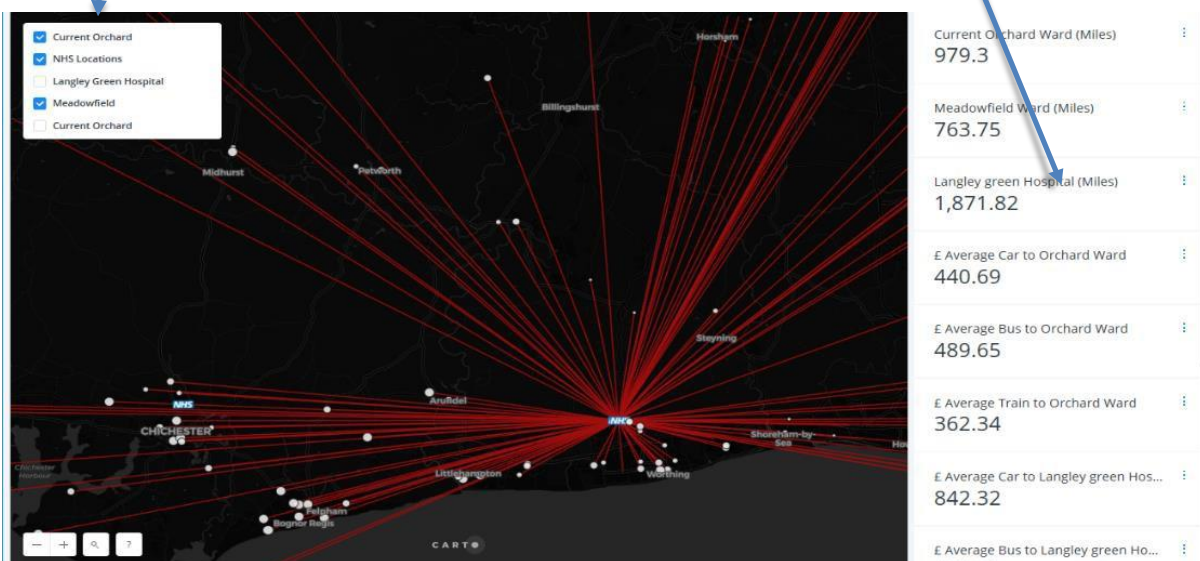 Current Orchard
NHS Locations
Langley Green Hospital
Meadowfield
Current Orchard
Horsham
Billingshurst
Midhurst
Petworth
Steyning
Arundel
NHS
CHICHESTER
NHS
Shoreham-by-
Sea
Chichester
Harbour
Littlehampton
Worthing
Felpham
Bognor Regis
− + ?
CARTO
Current Orchard Ward (Miles)
979.3
Meadowfield Ward (Miles)
763.75
Langley green Hospital (Miles)
1,871.82
£ Average Car to Orchard Ward
440.69
£ Average Bus to Orchard Ward
489.65
£ Average Train to Orchard Ward
362.34
£ Average Car to Langley green Hos...
842.32
£ Average Bus to Langley green Ho...